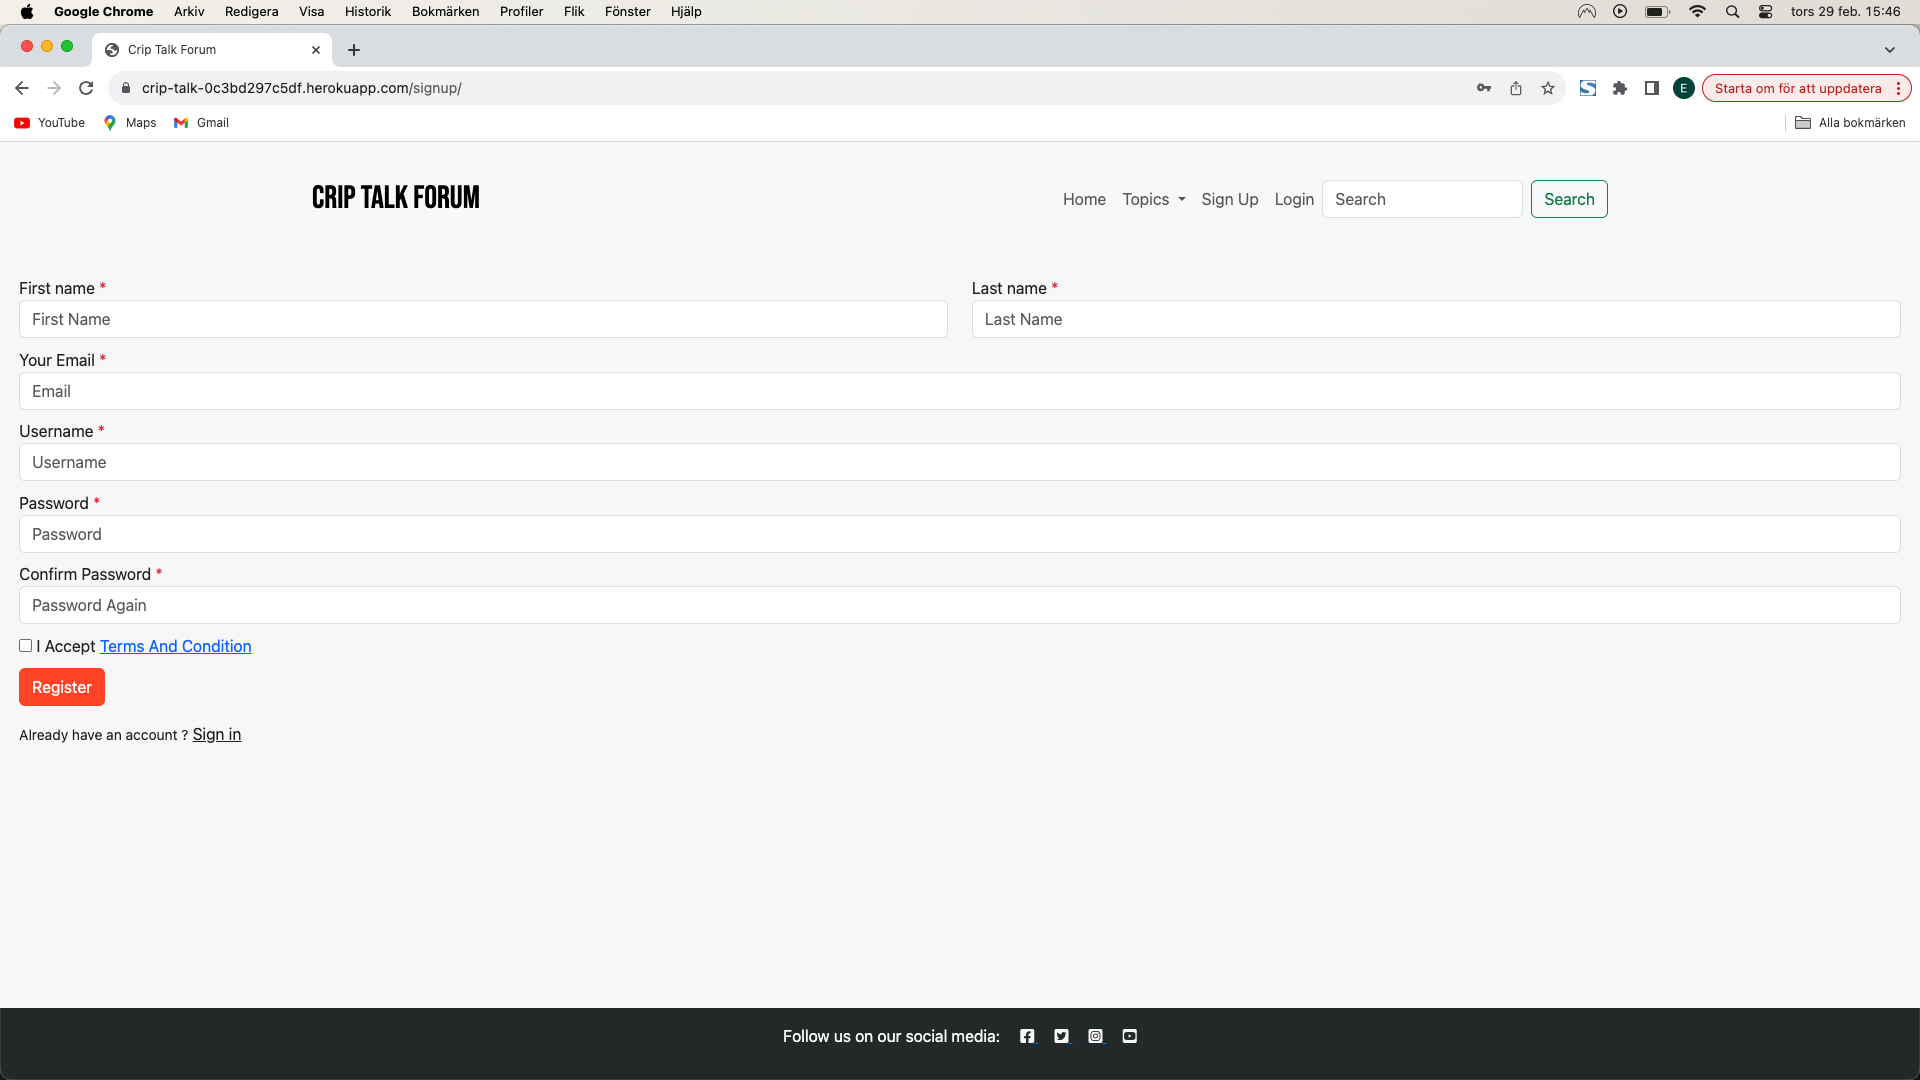 Google Chrome Arkiv Redigera Visa Historik Bokmärken Profiler Flik Fönster Hjälp tors 29 feb. 15:46
Crip Talk Forum
crip-talk-0c3bd297c5df.herokuapp.com/signup/ E Starta om för att uppdatera
YouTube Maps Gmail Alla bokmärken
CRIP TALK FORUM Home Topics Sign Up Login Search Search
First name * Last name *
First Name Last Name
Your Email *
Email
Username *
Username
Password *
Password
Confirm Password *
Password Again
I Accept Terms And Condition
Register
Already have an account ? Sign in
Follow us on our social media: